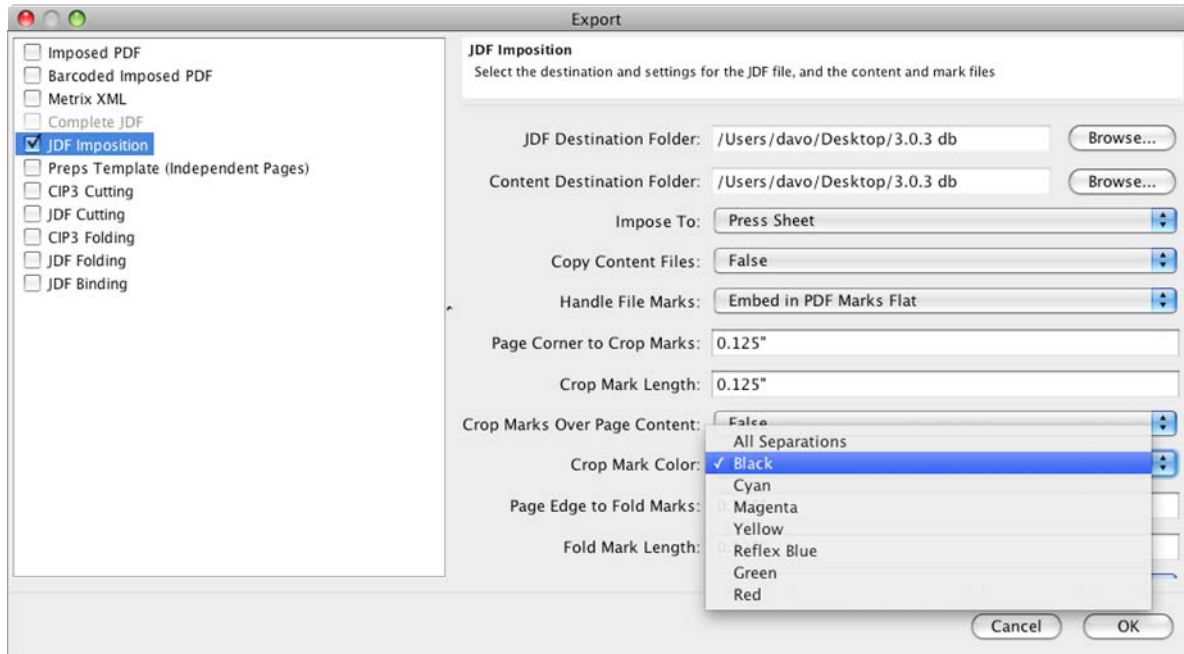 Export
Imposed PDF
Barcoded Imposed PDF
Metrix XML
Complete JDF
JDF Imposition
Preps Template (Independent Pages)
CIP3 Cutting
JDF Cutting
CIP3 Folding
JDF Folding
JDF Binding
JDF Imposition
Select the destination and settings for the JDF file, and the content and mark files
JDF Destination Folder: /Users/davo/Desktop/3.0.3 db Browse...
Content Destination Folder: /Users/davo/Desktop/3.0.3 db Browse...
Impose To: Press Sheet
Copy Content Files: False
Handle File Marks: Embed in PDF Marks Flat
Page Corner to Crop Marks: 0.125"
Crop Mark Length: 0.125"
Crop Marks Over Page Content: False
All Separations
Crop Mark Color: ✓ Black
Cyan
Page Edge to Fold Marks:
Magenta
Yellow
Fold Mark Length:
Reflex Blue
Green
Red
Cancel OK